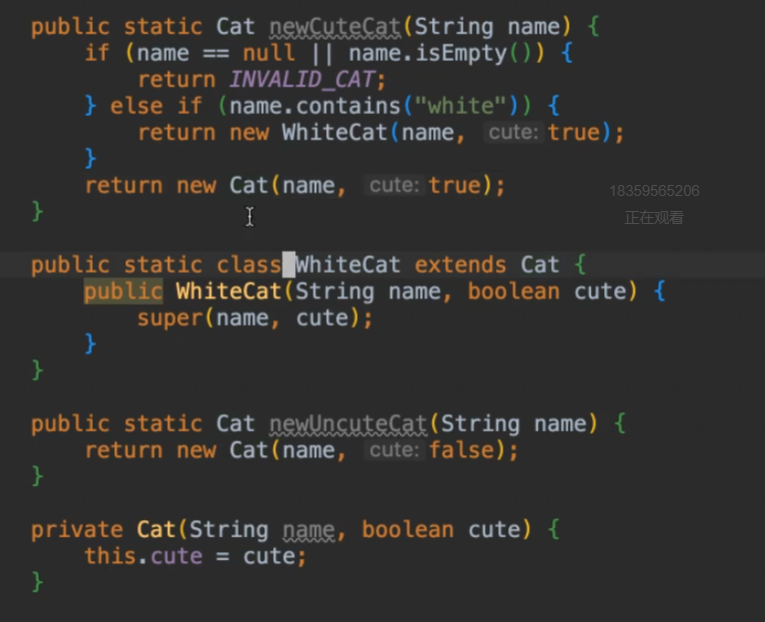 public static Cat newCuteCat(String name) {
if (name == null || name.isEmpty()) {
return INVALID_CAT;
} else if (name.contains("white")) {
return new WhiteCat(name, cute: true);
}
return new Cat(name, cute: true);
18359565206
}
正在观看
public static class WhiteCat extends Cat {
public WhiteCat(String name, boolean cute) {
super(name, cute);
}
}
public static Cat newUncuteCat(String name) {
return new Cat(name, cute: false);
}
private Cat(String name, boolean cute) {
this.cute = cute;
}